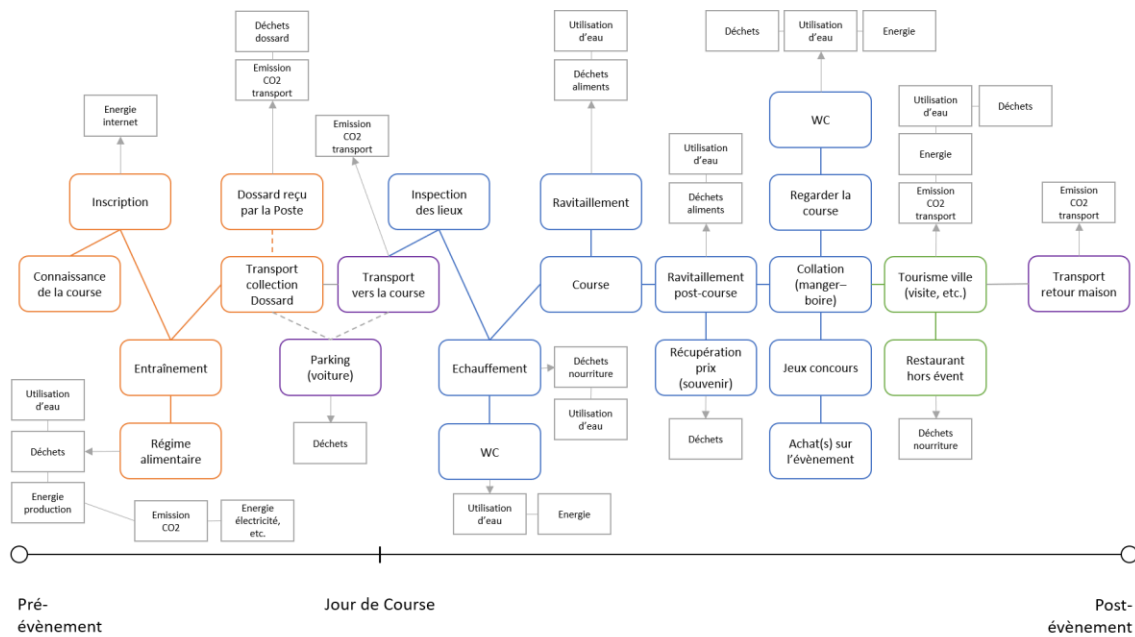 Déchets
dossard
Emission
CO2
transport
Energie
internet
Emission
CO2
transport
Utilisation
d'eau
Déchets
aliments
Déchets
Utilisation
d'eau
Energie
WC
Utilisation
d'eau
Déchets
aliments
Utilisation
d'eau
Déchets
Energie
Emission
CO2
transport
Emission
CO2
transport
Inscription
Dossard reçu
par la Poste
Inspection
des lieux
Ravitaillement
Regarder la
course
Connaissance
de la course
Transport
collection
Dossard
Transport
vers la course
Course
Ravitaillement
post-course
Collation
(manger–
boire)
Tourisme ville
(visite, etc.)
Transport
retour maison
Entraînement
Parking
(voiture)
Echauffement
Déchets
nourriture
Utilisation
d'eau
Récupération
prix
(souvenir)
Jeux concours
Restaurant
hors évent
Utilisation
d'eau
Déchets
Energie
production
Régime
alimentaire
Emission
CO2
Energie
électricité,
etc.
Déchets
WC
Utilisation
d'eau
Energie
Déchets
Achat(s) sur
l'évènement
Déchets
nourriture
Pré-
évènement
Jour de Course
Post-
évènement